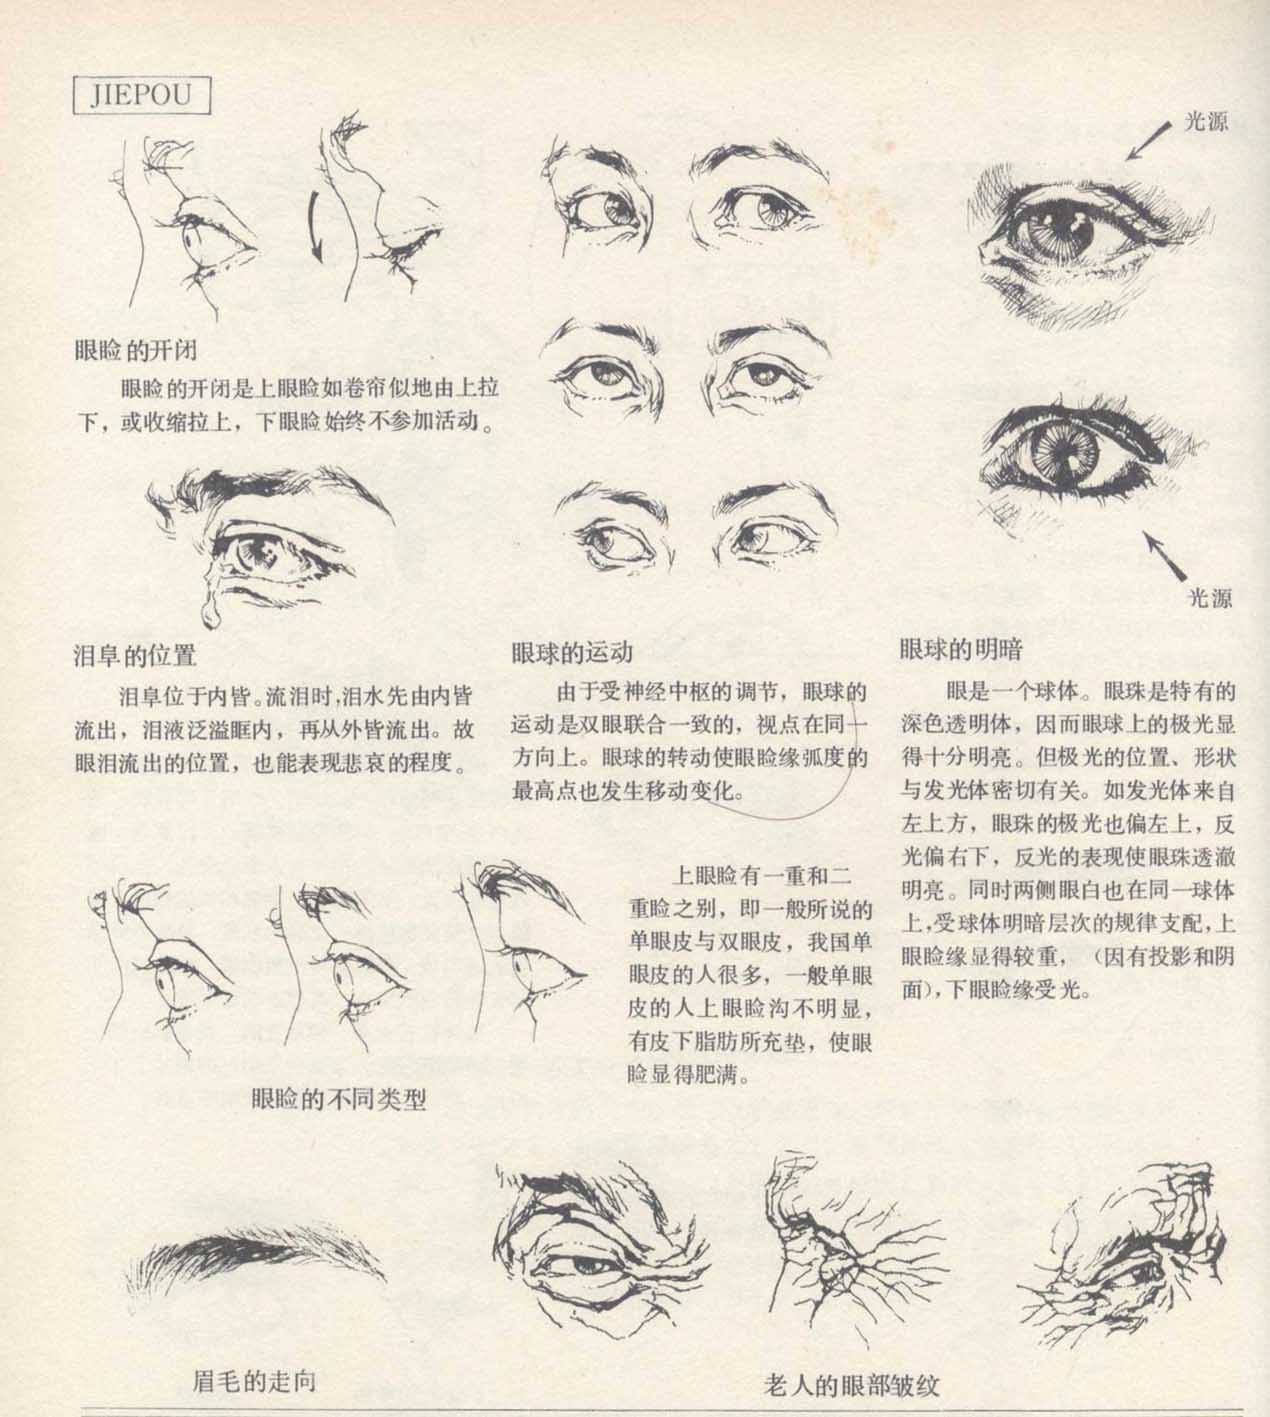 JIEPOU
光源
眼睑的开闭
眼睑的开闭是上眼睑如卷帘似地由上拉
下，或收缩拉上，下眼睑始终不参加活动。
光源
泪阜的位置
泪阜位于内眥。流泪时,泪水先由内眥
流出，泪液泛溢眶内，再从外眥流出。故
眼泪流出的位置，也能表现悲哀的程度。
眼球的运动
由于受神经中枢的调节，眼球的
运动是双眼联合一致的，视点在同一
方向上。眼球的转动使眼睑缘弧度的
最高点也发生移动变化。
眼球的明暗
眼是一个球体。眼珠是特有的
深色透明体，因而眼球上的极光显
得十分明亮。但极光的位置、形状
与发光体密切有关。如发光体来自
左上方，眼珠的极光也偏左上，反
光偏右下，反光的表现使眼珠透澈
明亮。同时两侧眼白也在同一球体
上,受球体明暗层次的规律支配,上
眼睑缘显得较重，（因有投影和阴
面),下眼睑缘受光。
上眼睑有一重和二
重睑之别，即一般所说的
单眼皮与双眼皮，我国单
眼皮的人很多，一般单眼
皮的人上眼睑沟不明显，
有皮下脂肪所充垫，使眼
睑显得肥满。
眼睑的不同类型
眉毛的走向
老人的眼部皱纹